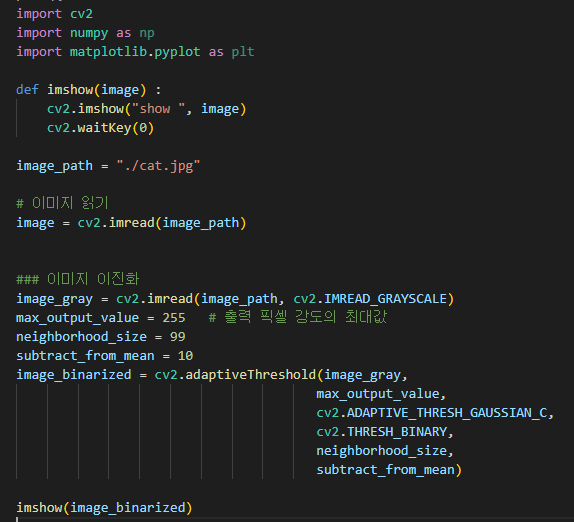 import cv2
import numpy as np
import matplotlib.pyplot as plt
def imshow(image) :
cv2.imshow("show ", image)
cv2.waitKey(0)
image_path = "./cat.jpg"
# 이미지 읽기
image = cv2.imread(image_path)
### 이미지 이진화
image_gray = cv2.imread(image_path, cv2.IMREAD_GRAYSCALE)
max_output_value = 255 # 출력 픽셀 강도의 최대값
neighborhood_size = 99
subtract_from_mean = 10
image_binarized = cv2.adaptiveThreshold(image_gray,
max_output_value,
cv2.ADAPTIVE_THRESH_GAUSSIAN_C,
cv2.THRESH_BINARY,
neighborhood_size,
subtract_from_mean)
imshow(image_binarized)